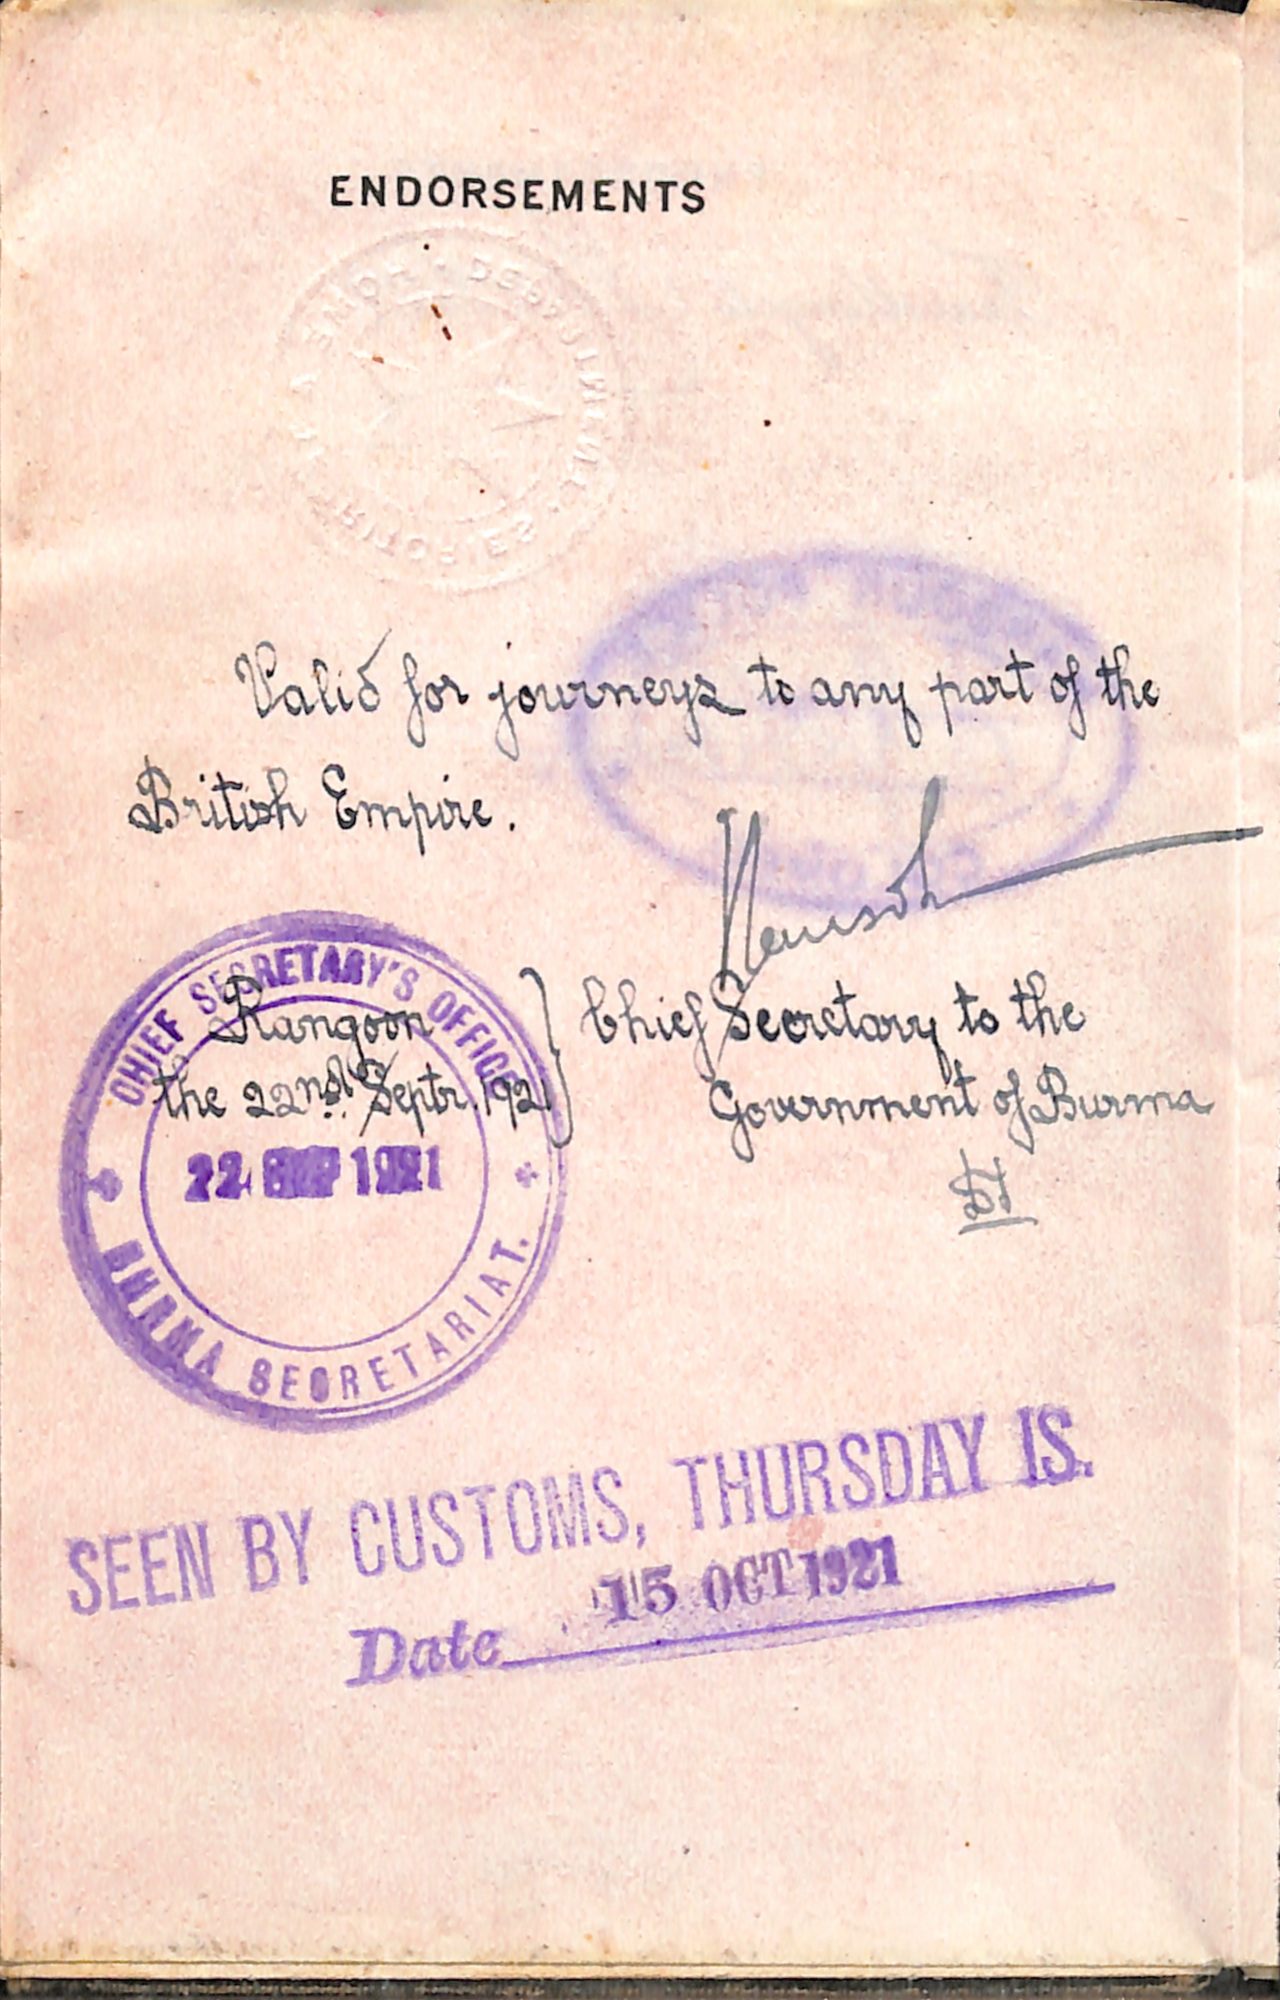 ENDORSEMENTS
Valid for journeys to any part of the
British Empire.
CHIEF SECRETARY'S OFFICE
Rangoon
the 22nd. Septr. 1921
22 SEP 1921
BURMA SECRETARIAT.
Chief Secretary to the
Government of Burma
SEEN BY CUSTOMS, THURSDAY IS.
15 OCT 1921
Date